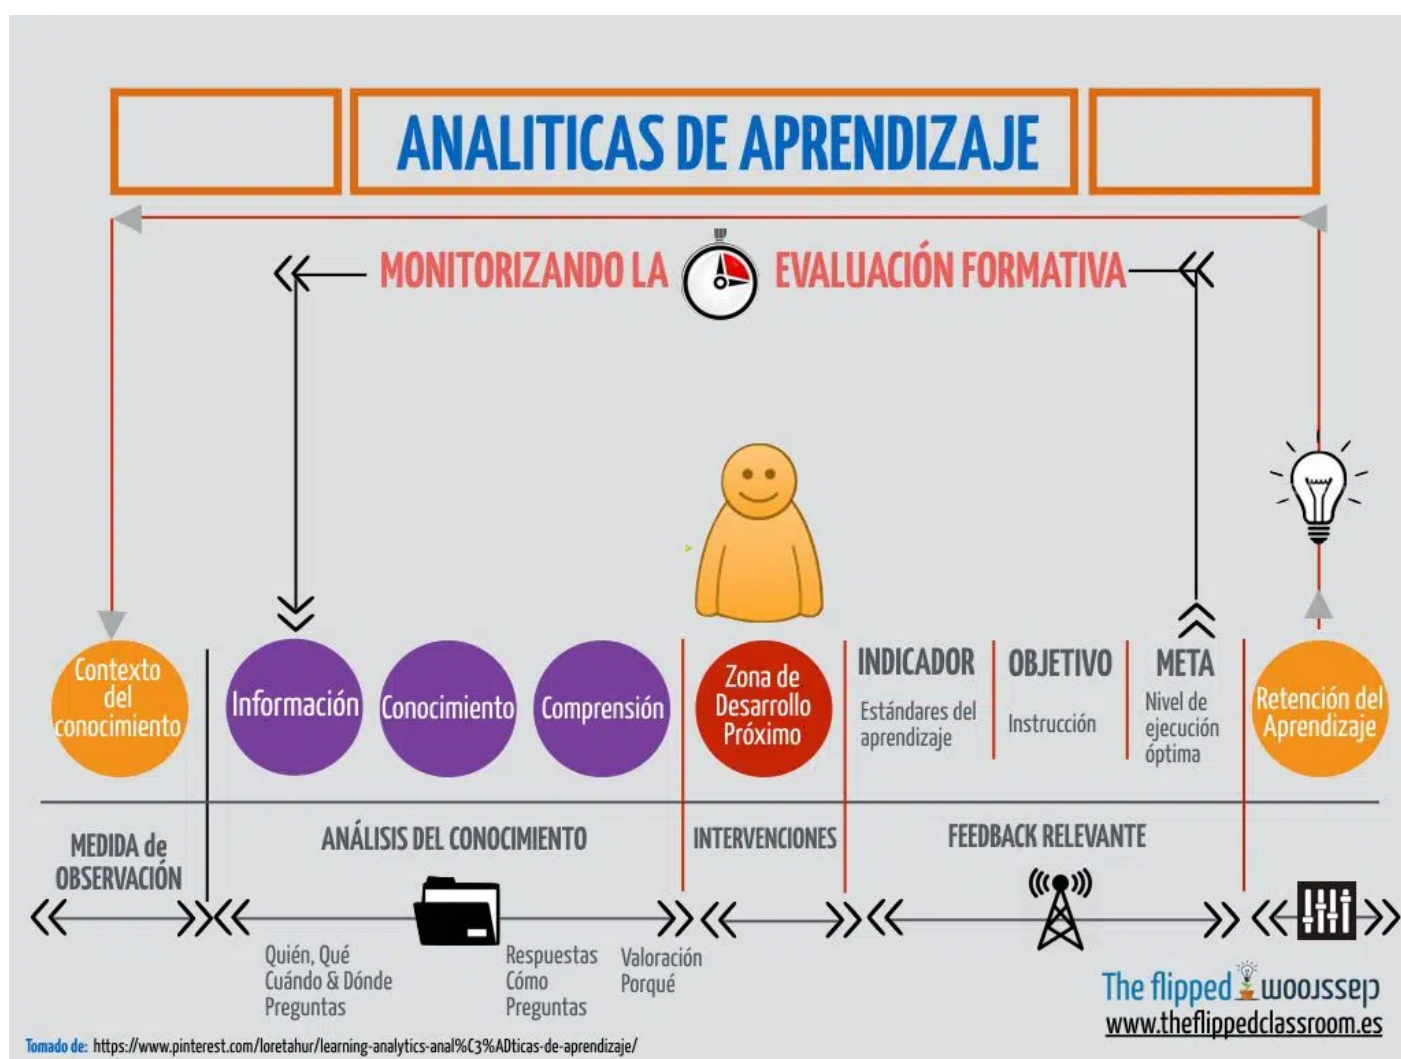 ANALITICAS DE APRENDIZAJE
MONITORIZANDO LA EVALUACIÓN FORMATIVA
Contexto
del
conocimiento
Información
Conocimiento
Comprensión
Zona de
Desarrollo
Próximo
INDICADOR
Estándares del
aprendizaje
OBJETIVO
Instrucción
META
Nivel de
ejecución
óptima
Retención del
Aprendizaje
MEDIDA de
OBSERVACIÓN
ANÁLISIS DEL CONOCIMIENTO
INTERVENCIONES
FEEDBACK RELEVANTE
Quién, Qué
Cuándo & Dónde
Preguntas
Respuestas
Cómo
Preguntas
Valoración
Porqué
The flipped classroom
www.theflippedclassroom.es
Tomado de: https://www.pinterest.com/loretahur/learning-analytics-anal%C3%ADticas-de-aprendizaje/